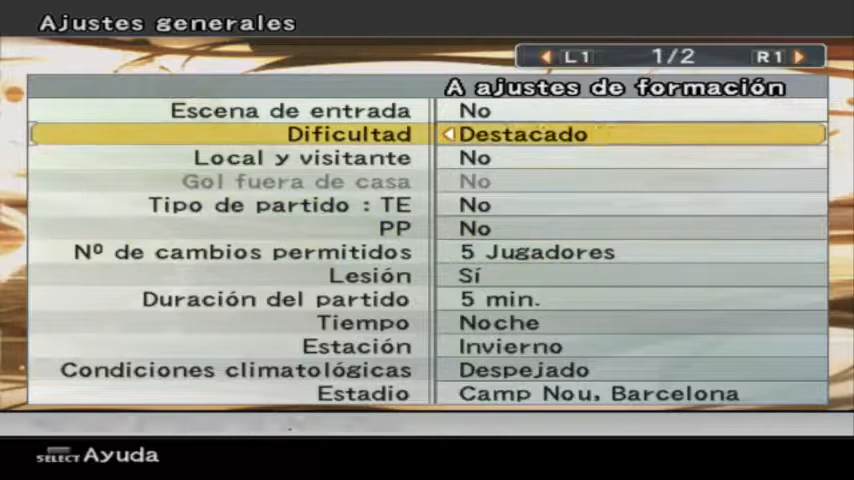 Ajustes generales
L1 1/2 R1
A ajustes de formación
Escena de entrada No
Dificultad Destacado
Local y visitante No
Gol fuera de casa No
Tipo de partido : TE No
PP No
Nº de cambios permitidos 5 Jugadores
Lesión Sí
Duración del partido 5 min.
Tiempo Noche
Estación Invierno
Condiciones climatológicas Despejado
Estadio Camp Nou, Barcelona
SELECT Ayuda